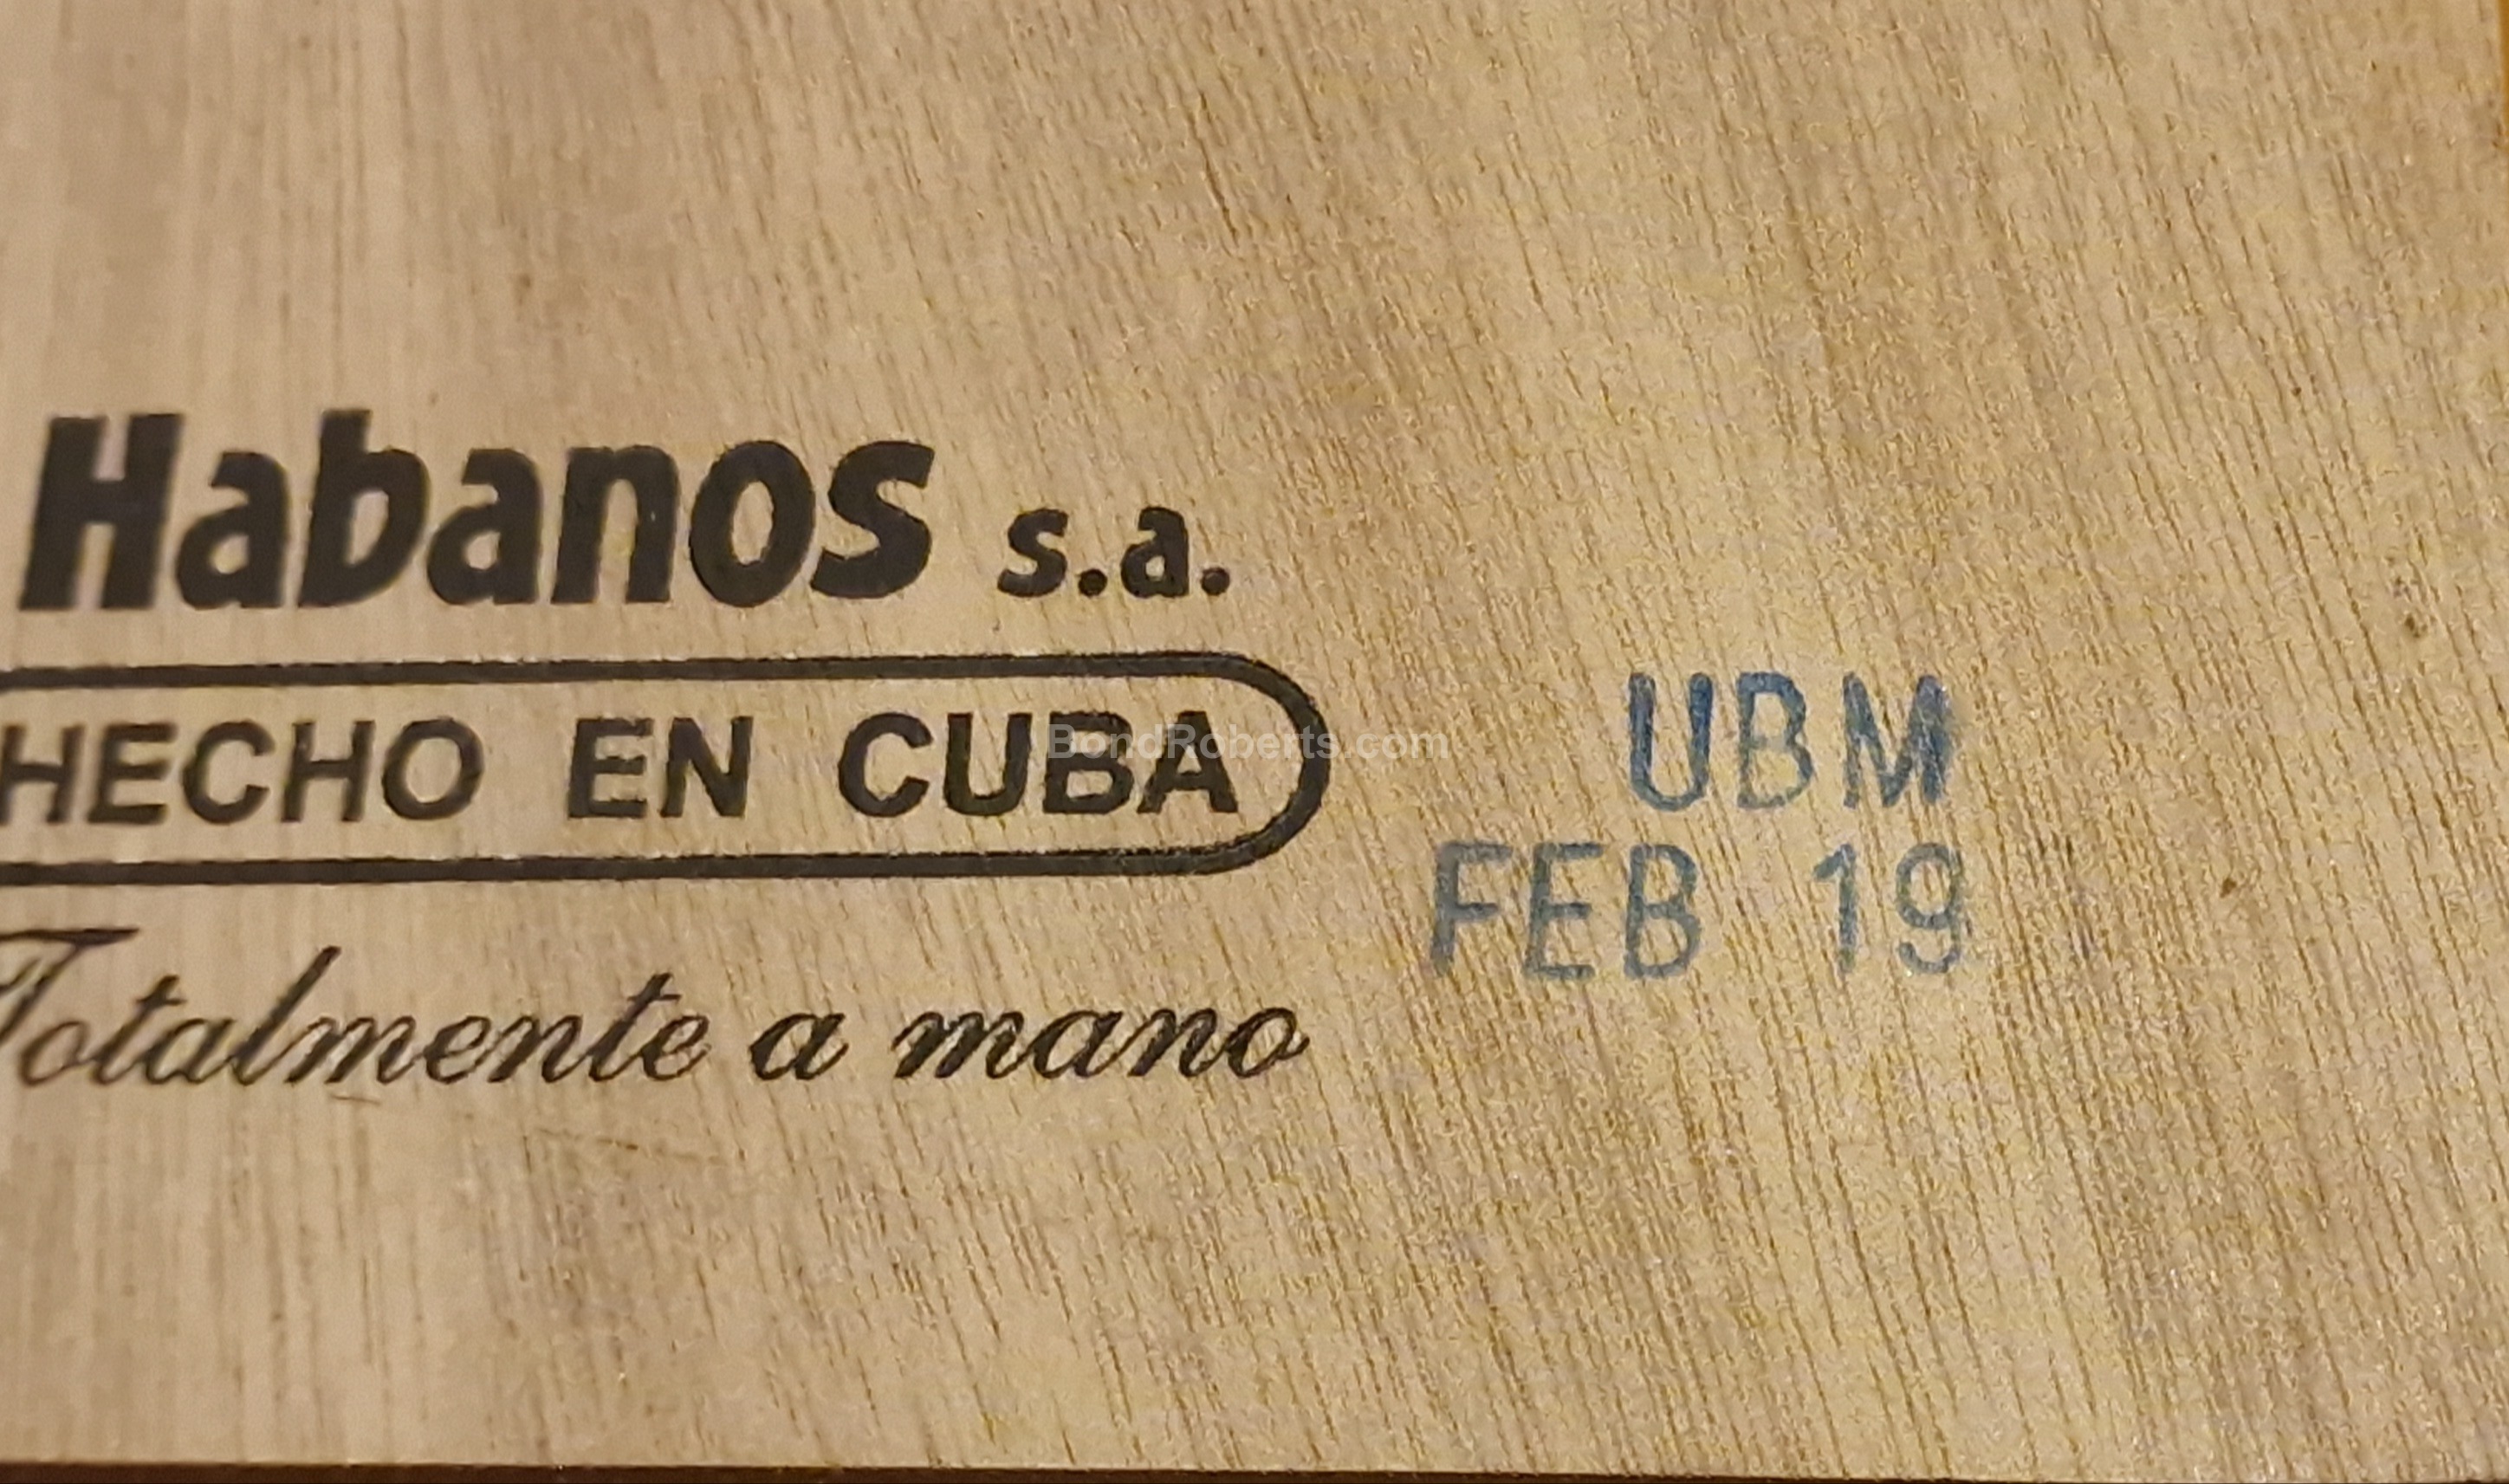 Habanos s.a.
HECHO EN CUBA
BondRoberts.com
UBM
FEB 19
Totalmente a mano